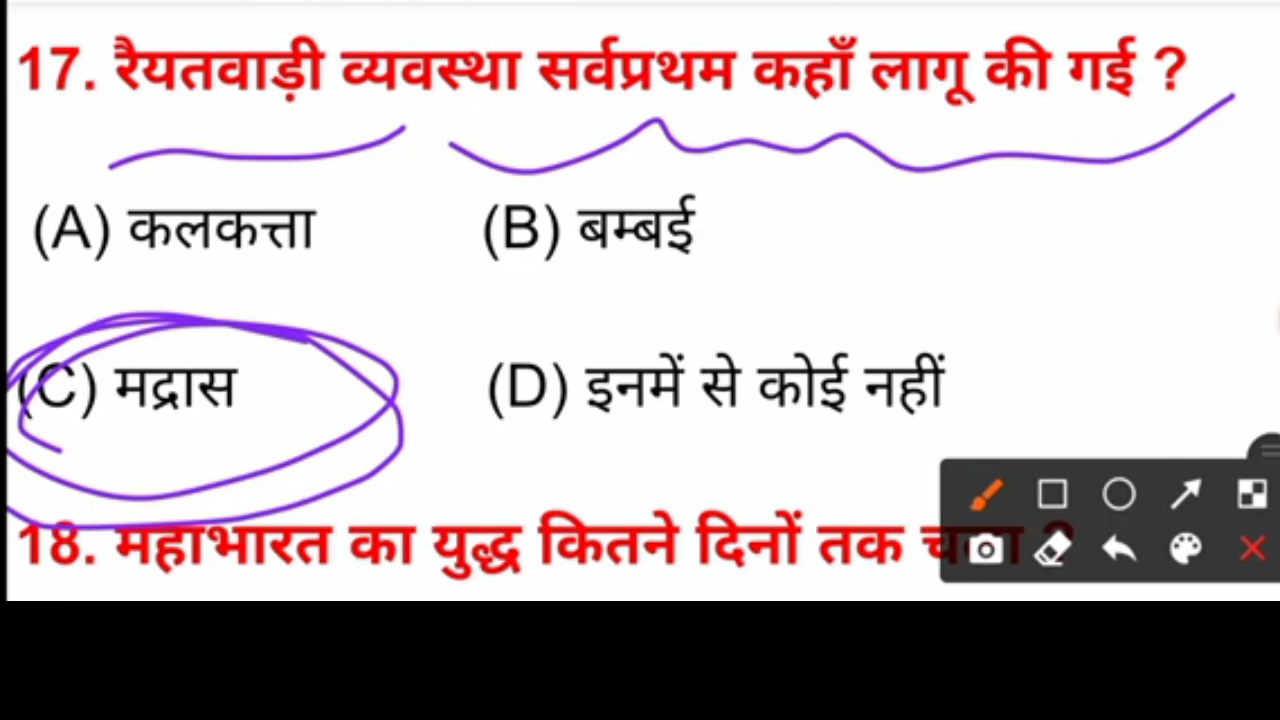 17. रैयतवाड़ी व्यवस्था सर्वप्रथम कहाँ लागू की गई ?
(A) कलकत्ता (B) बम्बई
(C) मद्रास (D) इनमें से कोई नहीं
18. महाभारत का युद्ध कितने दिनों तक चला ?